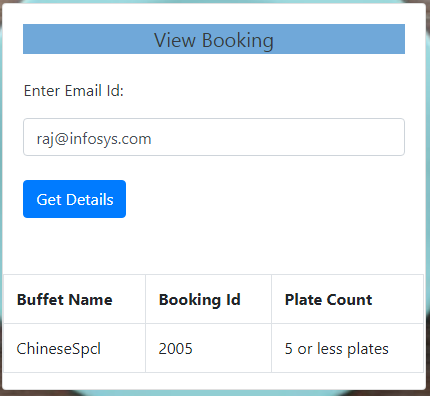 View Booking
Enter Email Id:
raj@infosys.com
Get Details
Buffet Name Booking Id Plate Count
ChineseSpcl 2005 5 or less plates